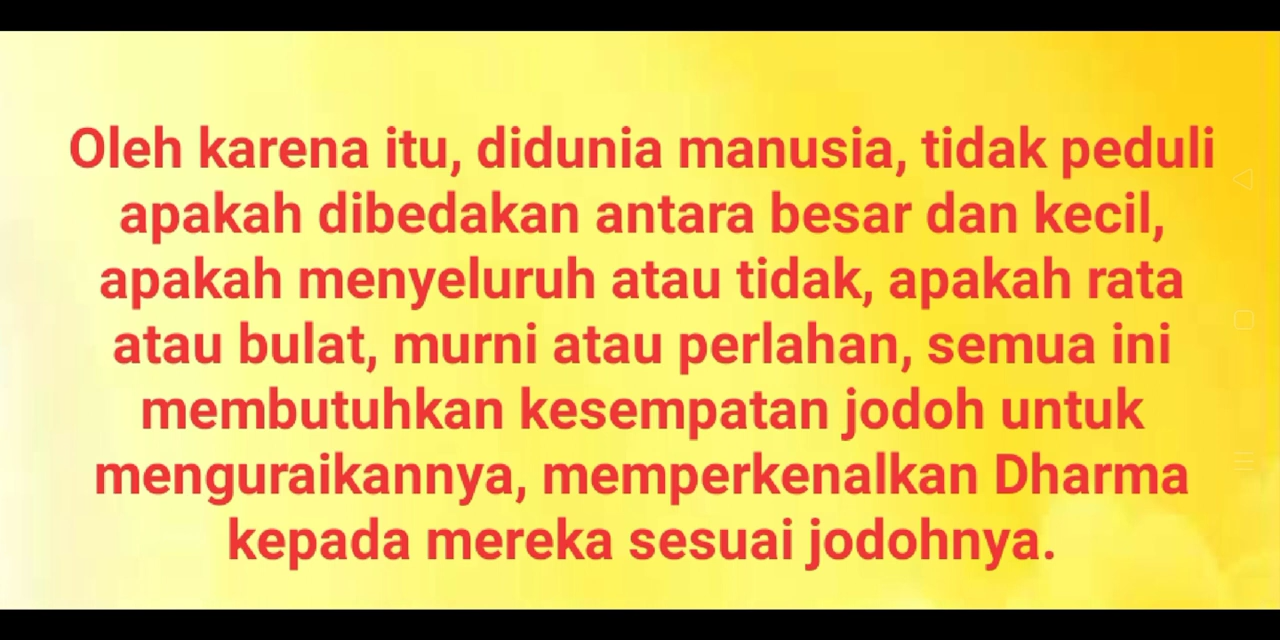 Oleh karena itu, didunia manusia, tidak peduli
apakah dibedakan antara besar dan kecil,
apakah menyeluruh atau tidak, apakah rata
atau bulat, murni atau perlahan, semua ini
membutuhkan kesempatan jodoh untuk
menguraikannya, memperkenalkan Dharma
kepada mereka sesuai jodohnya.